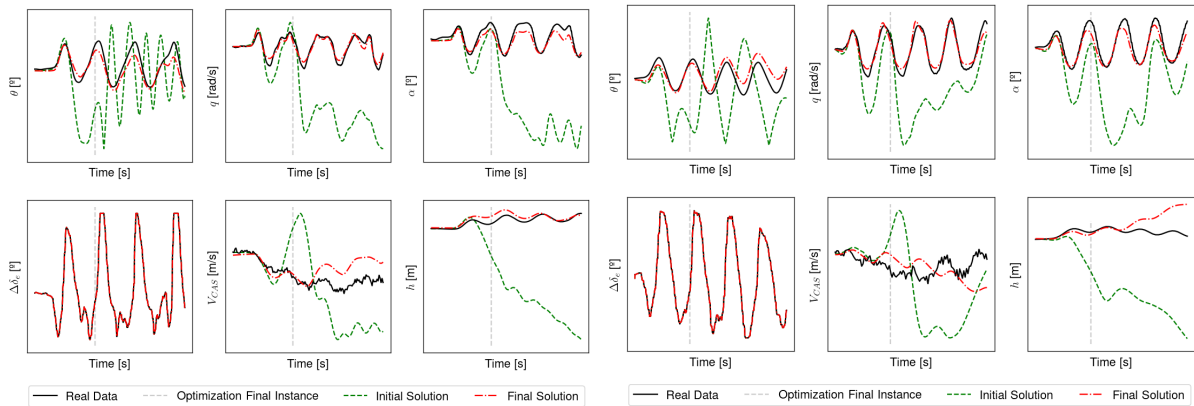 θ [º]
Time [s]
q [rad/s]
Time [s]
α [º]
Time [s]
Δδe [º]
Time [s]
VCAS [m/s]
Time [s]
h [m]
Time [s]
Real Data
Optimization Final Instance
Initial Solution
Final Solution
θ [º]
Time [s]
q [rad/s]
Time [s]
α [º]
Time [s]
Δδe [º]
Time [s]
VCAS [m/s]
Time [s]
h [m]
Time [s]
Real Data
Optimization Final Instance
Initial Solution
Final Solution